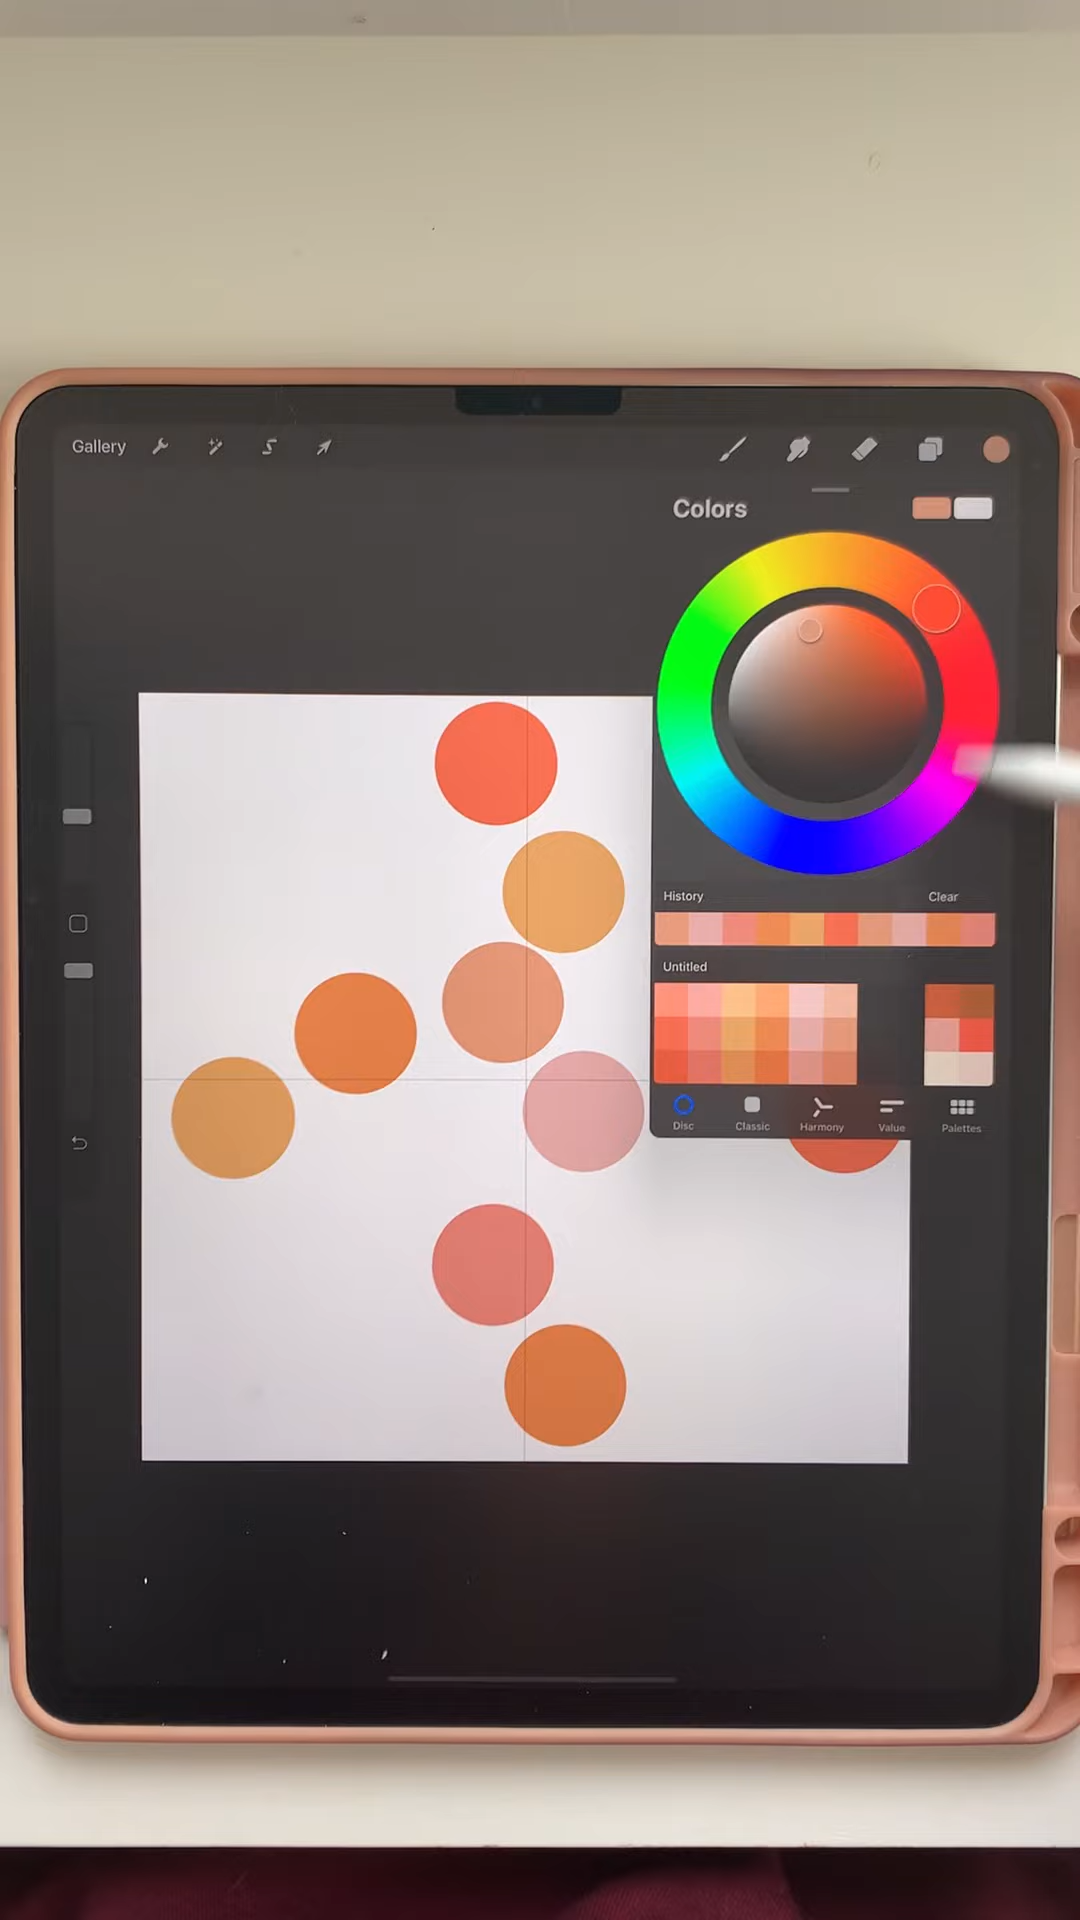 Gallery
Colors
History
Clear
Untitled
Disc
Classic
Harmony
Value
Palettes